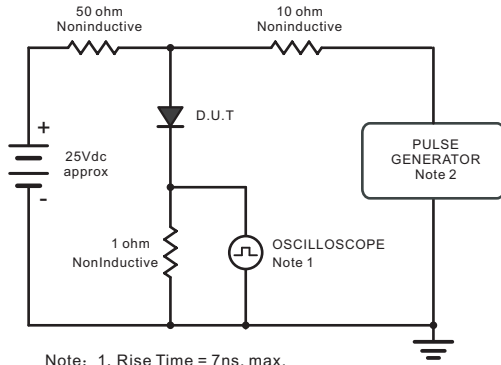 50 ohm
Noninductive
10 ohm
Noninductive
D.U.T
+
25Vdc
approx
-
PULSE
GENERATOR
Note 2
1 ohm
NonInductive
OSCILLOSCOPE
Note 1
Note: 1. Rise Time = 7ns, max.